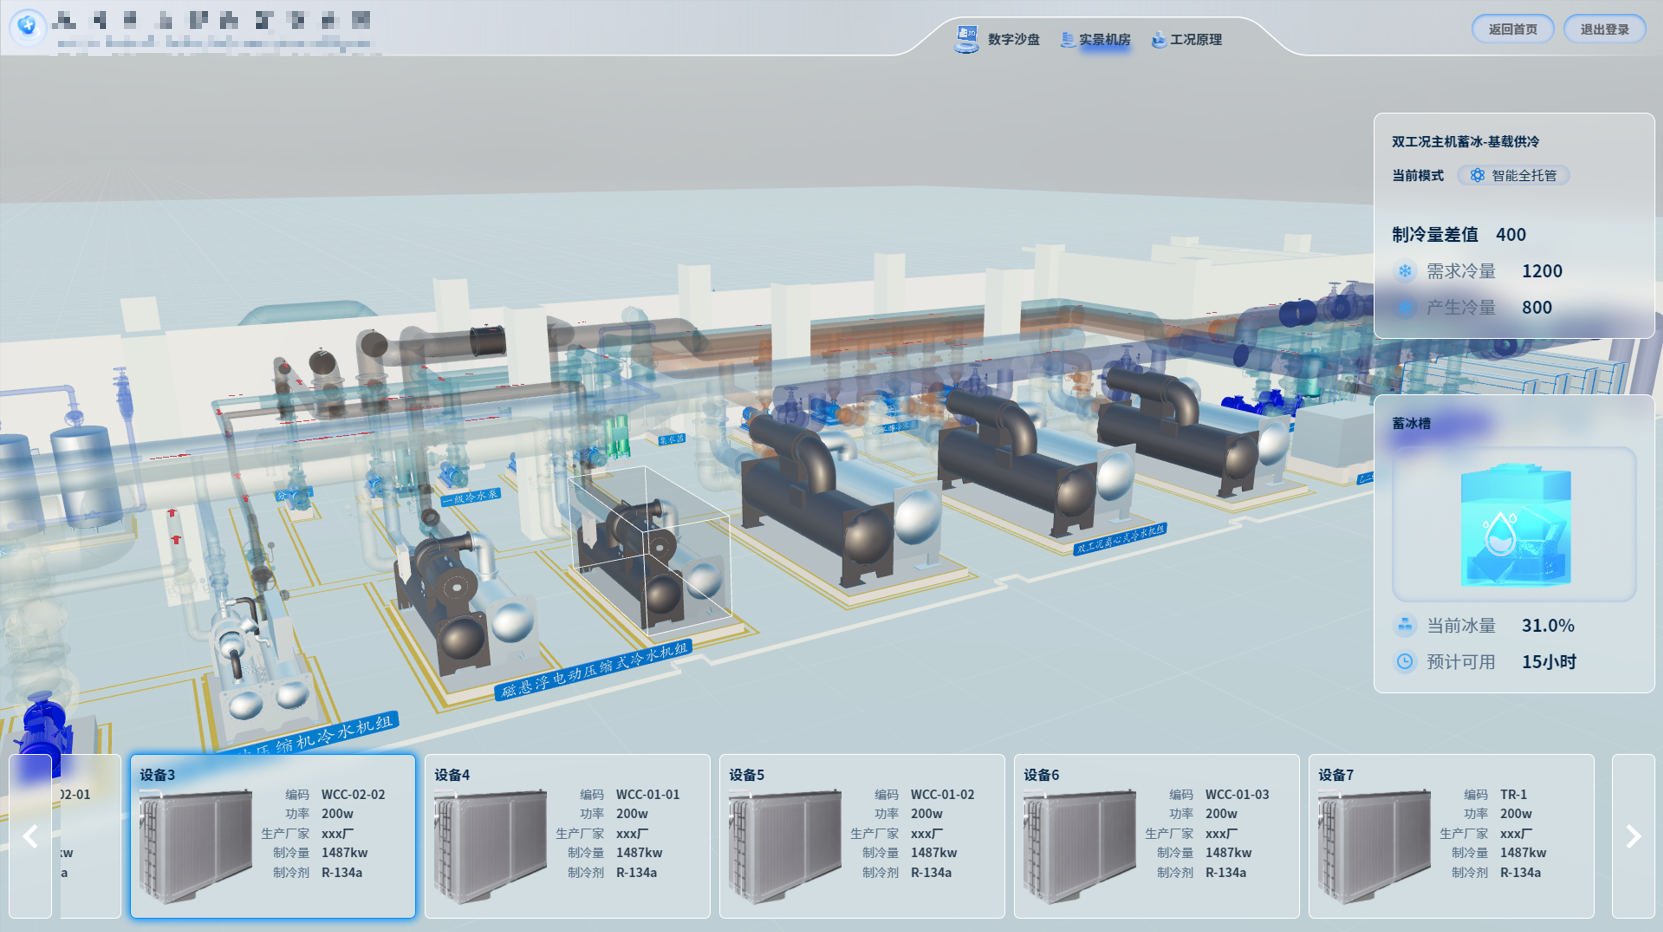 数字沙盘
实景机房
工况原理
返回首页
退出登录
双工况主机蓄冰-基载供冷
当前模式 智能全托管
制冷量差值 400
需求冷量 1200
产生冷量 800
集水器
一级冷水泵
双工况离心式冷水机组
磁悬浮电动压缩式冷水机组
压缩机冷水机组
蓄冰槽
当前冰量 31.0%
预计可用 15小时
02-01
kw
a
设备3
编码 WCC-02-02
功率 200w
生产厂家 xxx厂
制冷量 1487kw
制冷剂 R-134a
设备4
编码 WCC-01-01
功率 200w
生产厂家 xxx厂
制冷量 1487kw
制冷剂 R-134a
设备5
编码 WCC-01-02
功率 200w
生产厂家 xxx厂
制冷量 1487kw
制冷剂 R-134a
设备6
编码 WCC-01-03
功率 200w
生产厂家 xxx厂
制冷量 1487kw
制冷剂 R-134a
设备7
编码 TR-1
功率 200w
生产厂家 xxx厂
制冷量 1487kw
制冷剂 R-134a